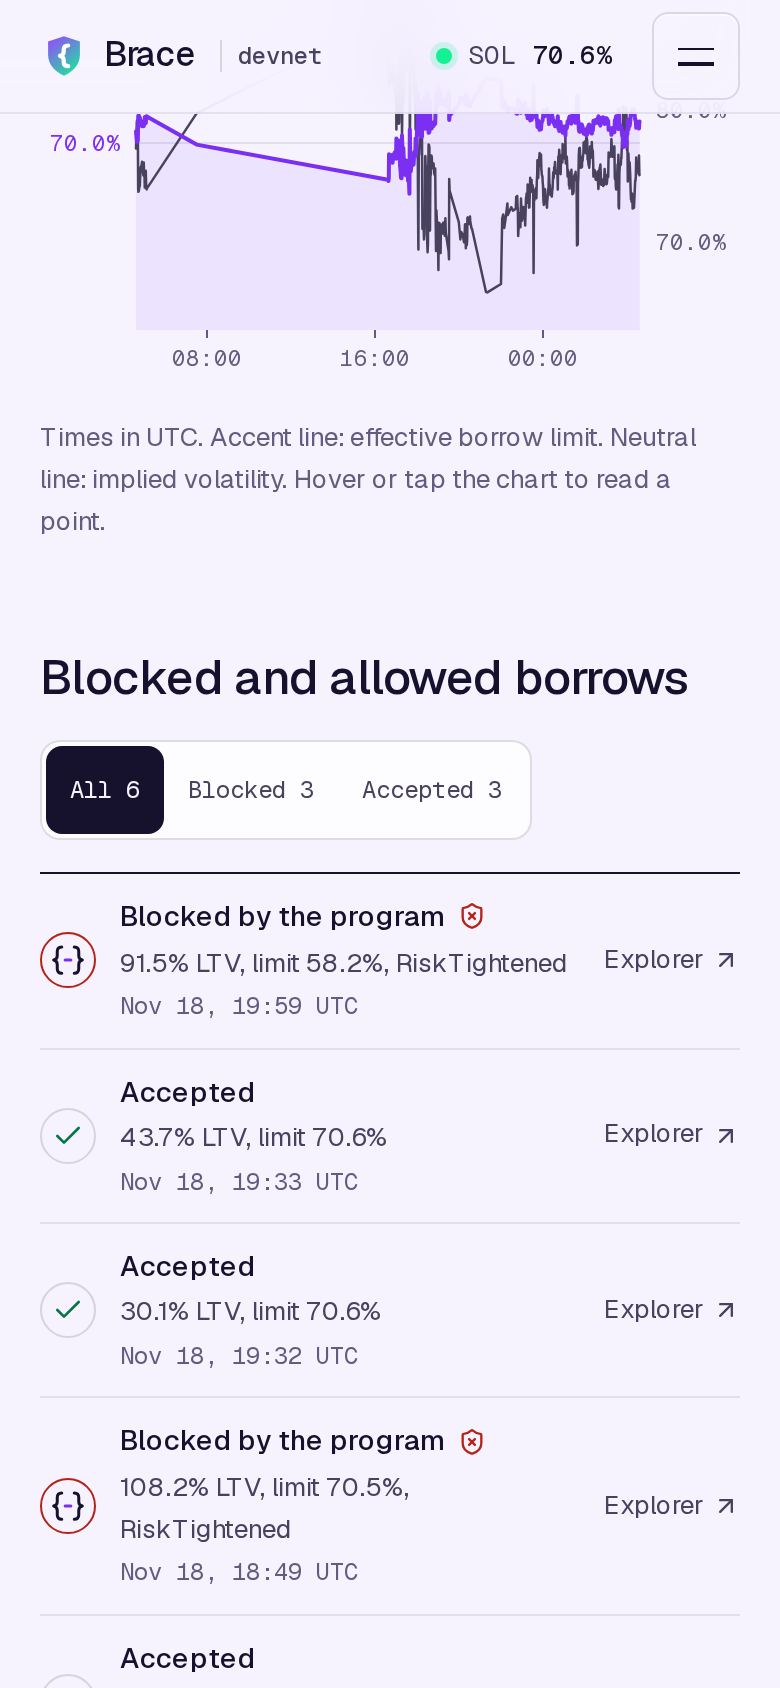 Brace devnet SOL 70.6%
80.0%
70.0%
70.0%
08:00 16:00 00:00
Times in UTC. Accent line: effective borrow limit. Neutral
line: implied volatility. Hover or tap the chart to read a
point.
Blocked and allowed borrows
All 6 Blocked 3 Accepted 3
Blocked by the program
91.5% LTV, limit 58.2%, RiskTightened
Nov 18, 19:59 UTC
Explorer
Accepted
43.7% LTV, limit 70.6%
Nov 18, 19:33 UTC
Explorer
Accepted
30.1% LTV, limit 70.6%
Nov 18, 19:32 UTC
Explorer
Blocked by the program
108.2% LTV, limit 70.5%,
RiskTightened
Nov 18, 18:49 UTC
Explorer
Accepted